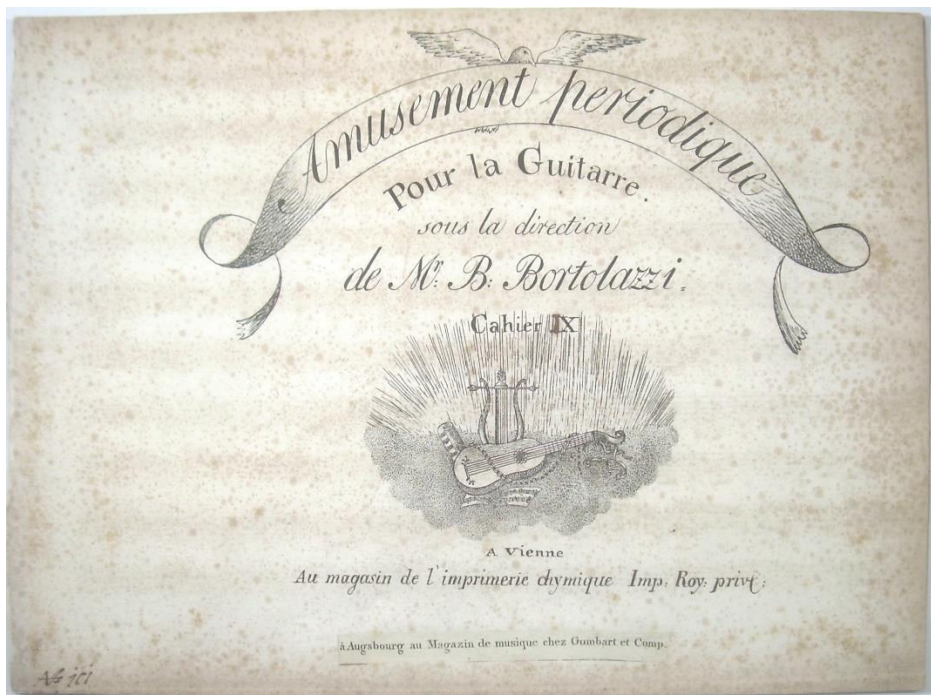 Amusement periodique
Pour la Guitarre.
sous la direction
de Mr. B: Bortolazzi.
Cahier IX
A Vienne
Au magasin de l'imprimerie chymique Imp: Roy: priv:
à Augsbourg au Magazin de musique chez Gombart et Comp.